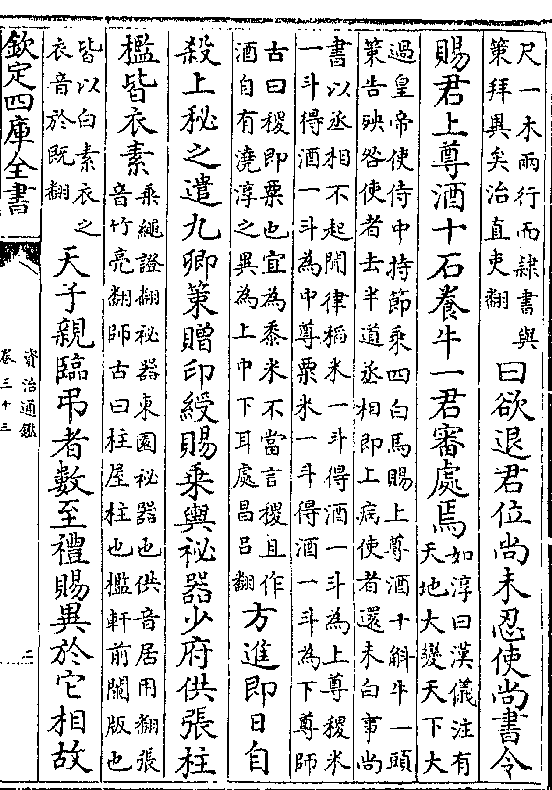 尺一木兩行而隸書與
策拜異矣治直吏翻
曰欲退君位尚未忍使尚書令
賜君上尊酒十石養牛一君審處焉
如淳曰漢儀注有
天地大變天下大
過皇帝使侍中持節乘四白馬賜上尊酒十斛牛一頭
策告殃咎使者去半道丞相即上病使者還未白事尚
書以丞相不起聞律稻米一斗得酒一斗為上尊稷米
一斗得酒一斗為中尊粟米一斗得酒一斗為下尊師
古曰稷即粟也宜為黍米不當言稷且作
酒自有澆淳之異為上中下耳處昌呂翻
方進即日自
殺上秘之遣九卿策贈印綬賜乘輿祕器少府供張柱
檻皆衣素
乘繩證翻祕器東園祕器也供音居用翻張
音竹亮翻師古曰柱屋柱也檻軒前闌版也
皆以白素衣之
衣音於既翻
天子親臨弔者數至禮賜異於它相故
欽定四庫全書
資治通鑑
卷三十三
二